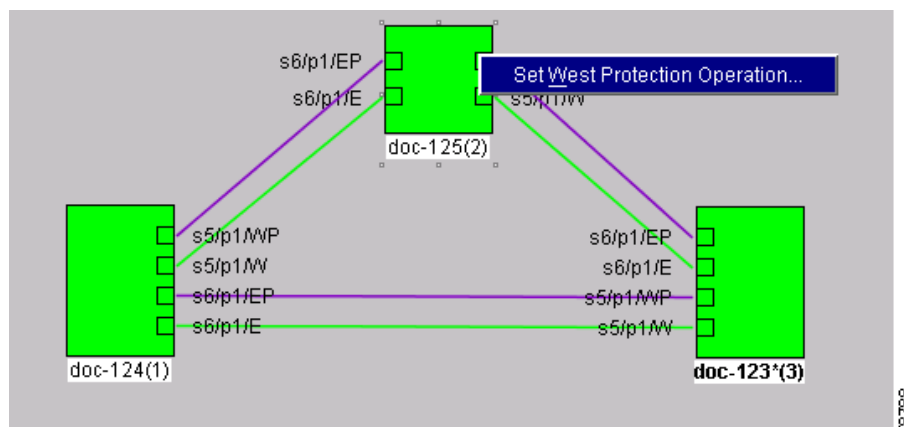 s6/p1/EP
Set West Protection Operation...
s6/p1/E
s5/p1/W
doc-125(2)
s5/p1/WP
s6/p1/EP
s5/p1/W
s6/p1/E
s6/p1/EP
s5/p1/WP
s6/p1/E
s5/p1/W
doc-124(1)
doc-123*(3)